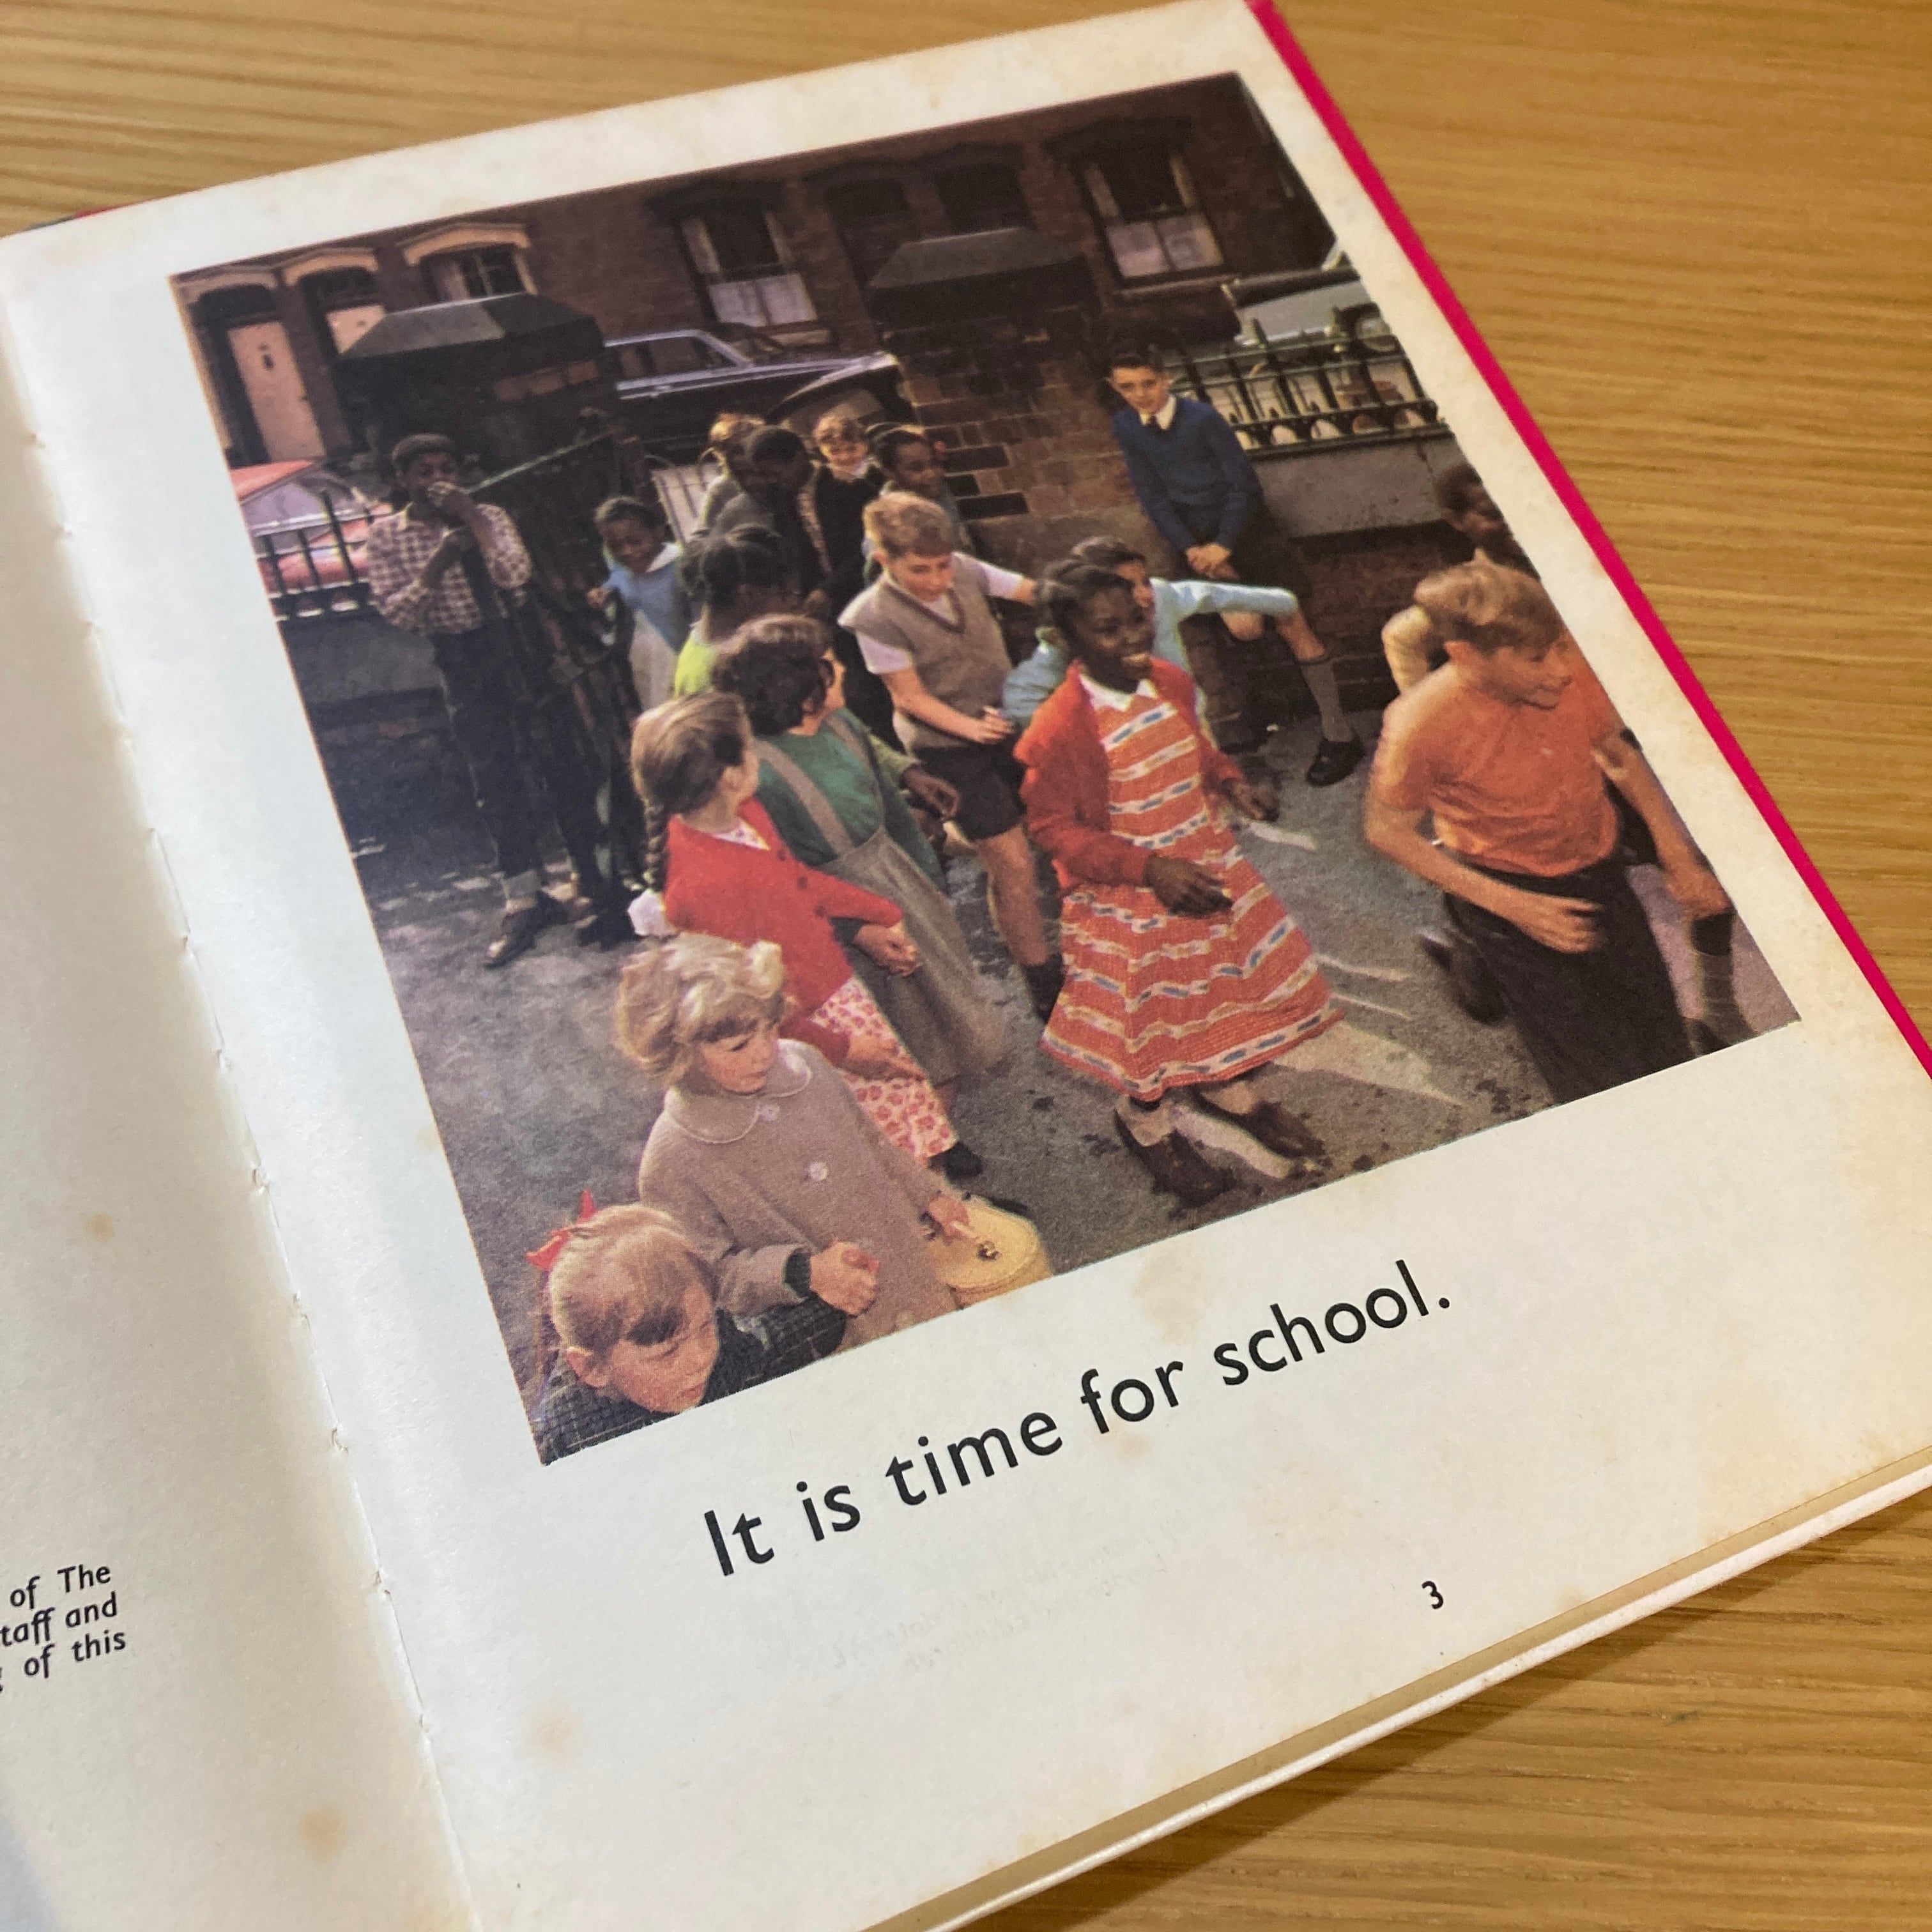 of The
taff and
of this
It is time for school.
3